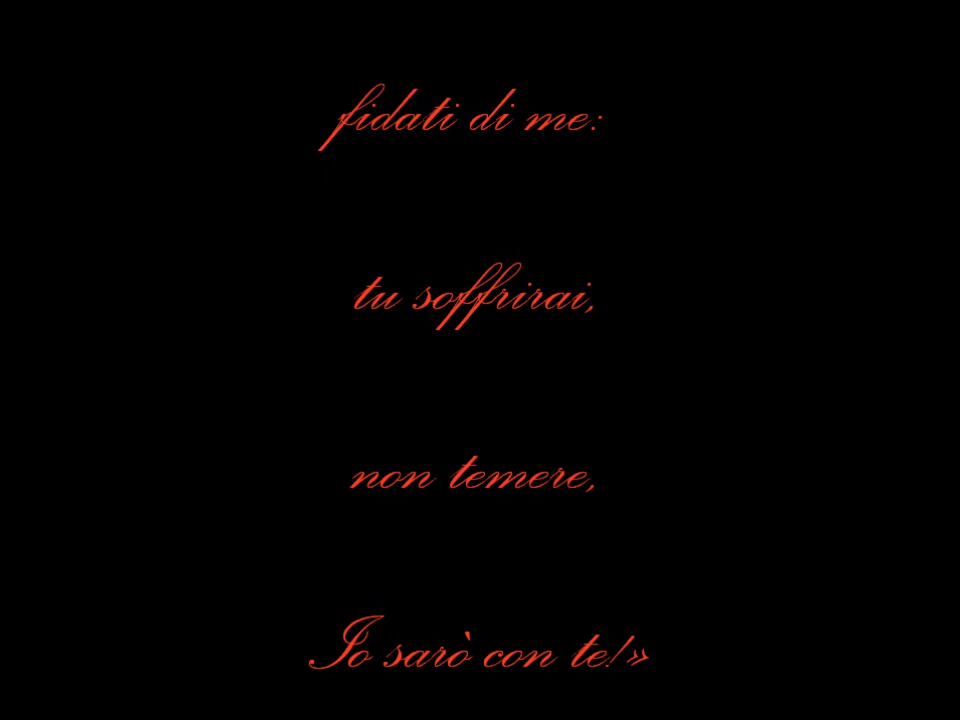 fidati di me:
tu soffrirai,
non temere,
Io sarò con te!»